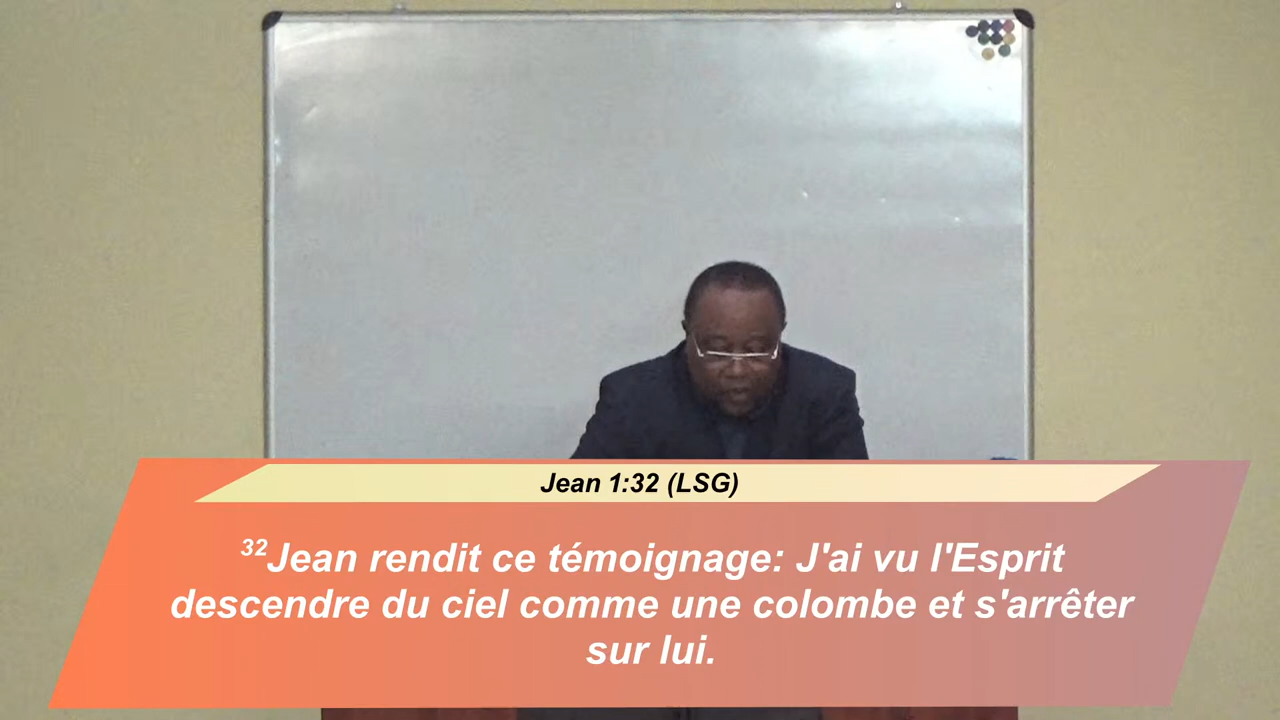 Jean 1:32 (LSG)
32Jean rendit ce témoignage: J'ai vu l'Esprit
descendre du ciel comme une colombe et s'arrêter
sur lui.